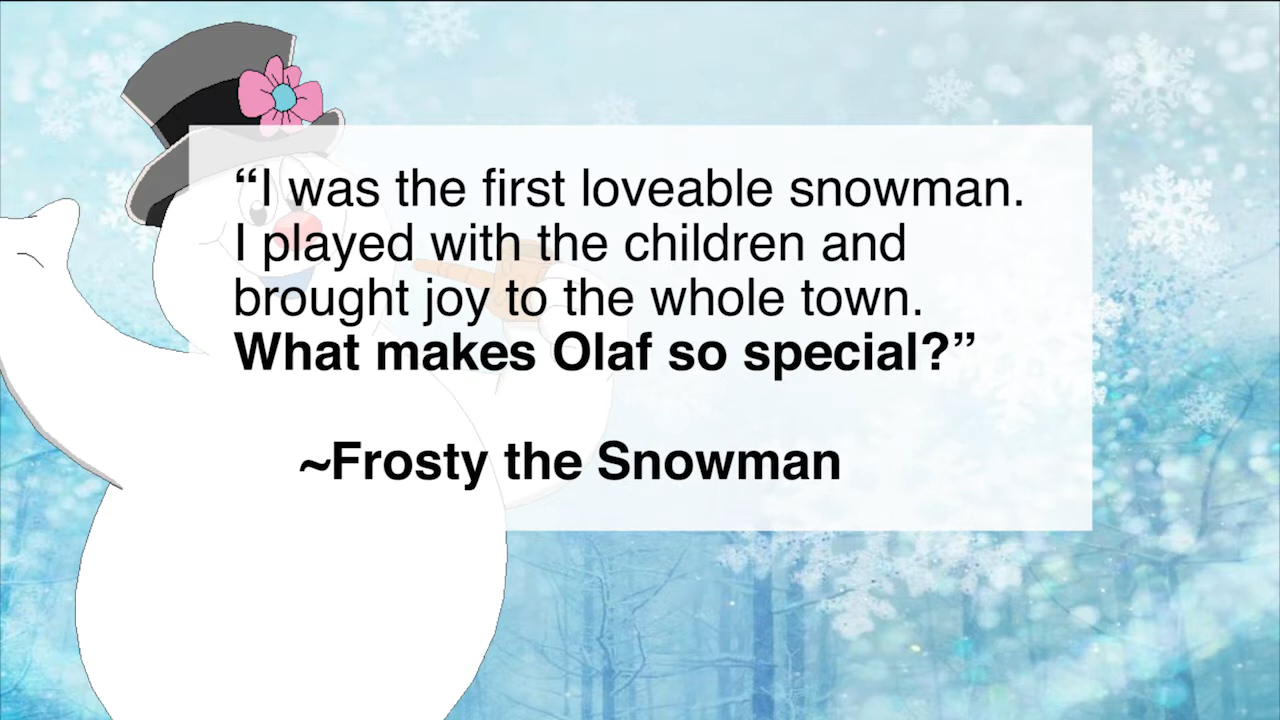 “I was the first loveable snowman.
I played with the children and
brought joy to the whole town.
What makes Olaf so special?”
~Frosty the Snowman